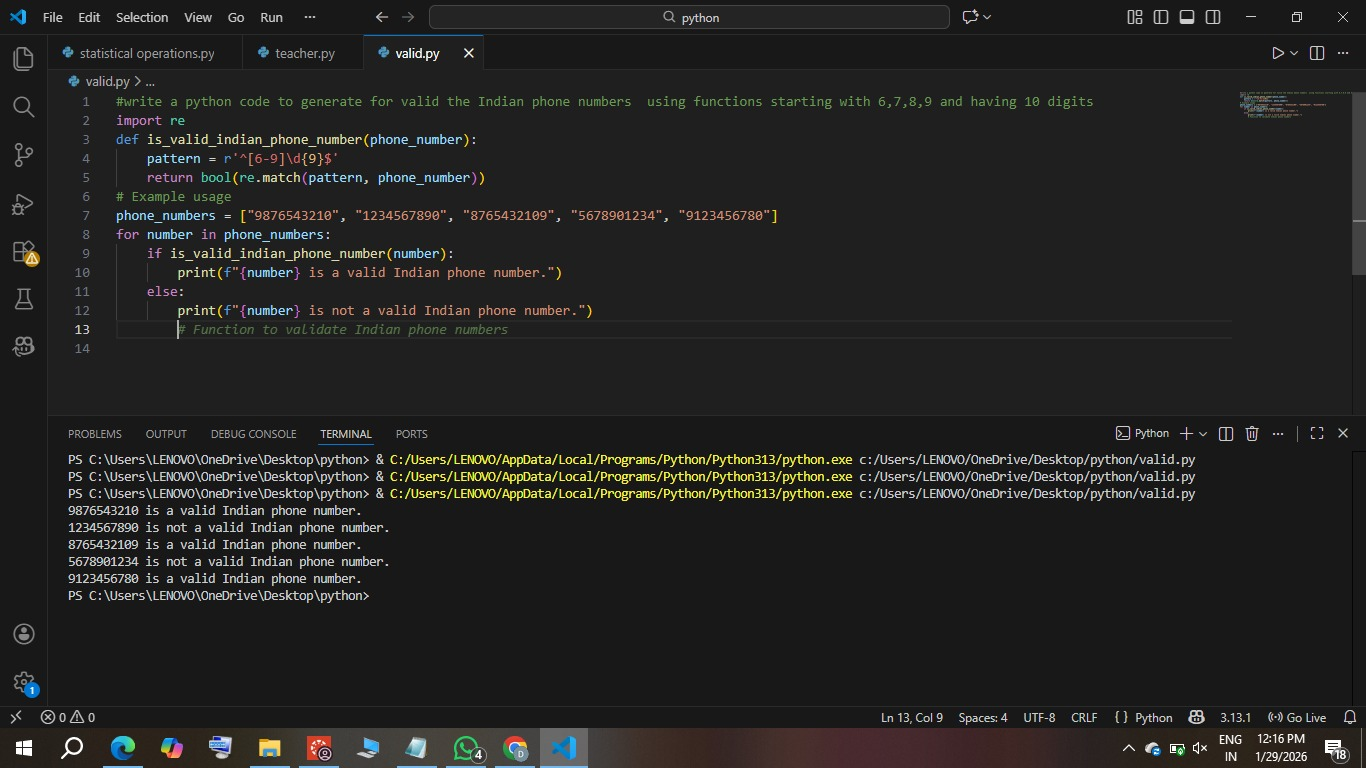 File Edit Selection View Go Run ··· python
statistical operations.py teacher.py valid.py
valid.py > ...
1 #write a python code to generate for valid the Indian phone numbers  using functions starting with 6,7,8,9 and having 10 digits
2 import re
3 def is_valid_indian_phone_number(phone_number):
4     pattern = r'^[6-9]\d{9}$'
5     return bool(re.match(pattern, phone_number))
6 # Example usage
7 phone_numbers = ["9876543210", "1234567890", "8765432109", "5678901234", "9123456780"]
8 for number in phone_numbers:
9     if is_valid_indian_phone_number(number):
10         print(f"{number} is a valid Indian phone number.")
11     else:
12         print(f"{number} is not a valid Indian phone number.")
13         # Function to validate Indian phone numbers
14
PROBLEMS OUTPUT DEBUG CONSOLE TERMINAL PORTS Python
PS C:\Users\LENOVO\OneDrive\Desktop\python> & C:/Users/LENOVO/AppData/Local/Programs/Python/Python313/python.exe c:/Users/LENOVO/OneDrive/Desktop/python/valid.py
PS C:\Users\LENOVO\OneDrive\Desktop\python> & C:/Users/LENOVO/AppData/Local/Programs/Python/Python313/python.exe c:/Users/LENOVO/OneDrive/Desktop/python/valid.py
PS C:\Users\LENOVO\OneDrive\Desktop\python> & C:/Users/LENOVO/AppData/Local/Programs/Python/Python313/python.exe c:/Users/LENOVO/OneDrive/Desktop/python/valid.py
9876543210 is a valid Indian phone number.
1234567890 is not a valid Indian phone number.
8765432109 is a valid Indian phone number.
5678901234 is not a valid Indian phone number.
9123456780 is a valid Indian phone number.
PS C:\Users\LENOVO\OneDrive\Desktop\python>
1
0 0 Ln 13, Col 9 Spaces: 4 UTF-8 CRLF {} Python 3.13.1 Go Live
4 ENG 12:16 PM
IN 1/29/2026 18